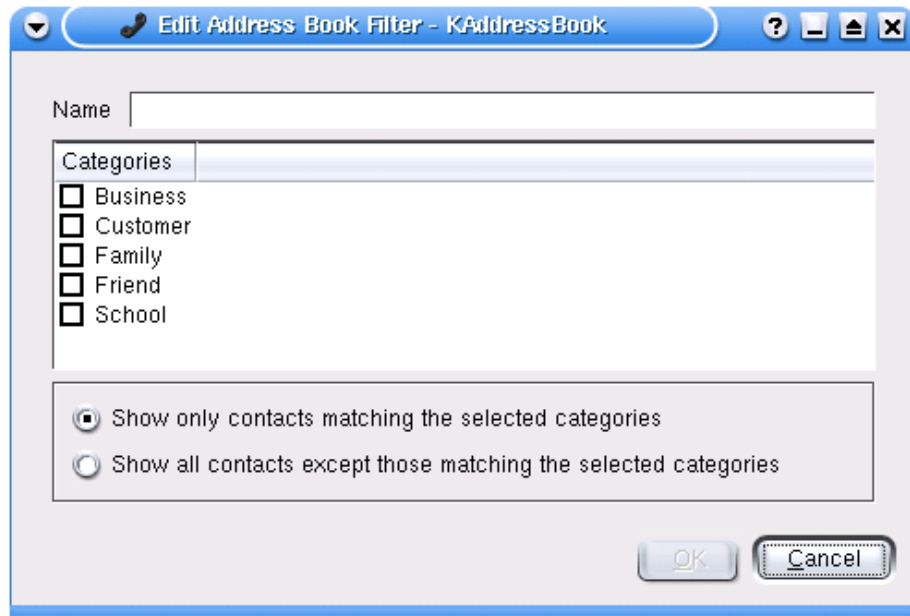 Edit Address Book Filter - KAddressBook
Name
Categories
Business
Customer
Family
Friend
School
Show only contacts matching the selected categories
Show all contacts except those matching the selected categories
OK Cancel